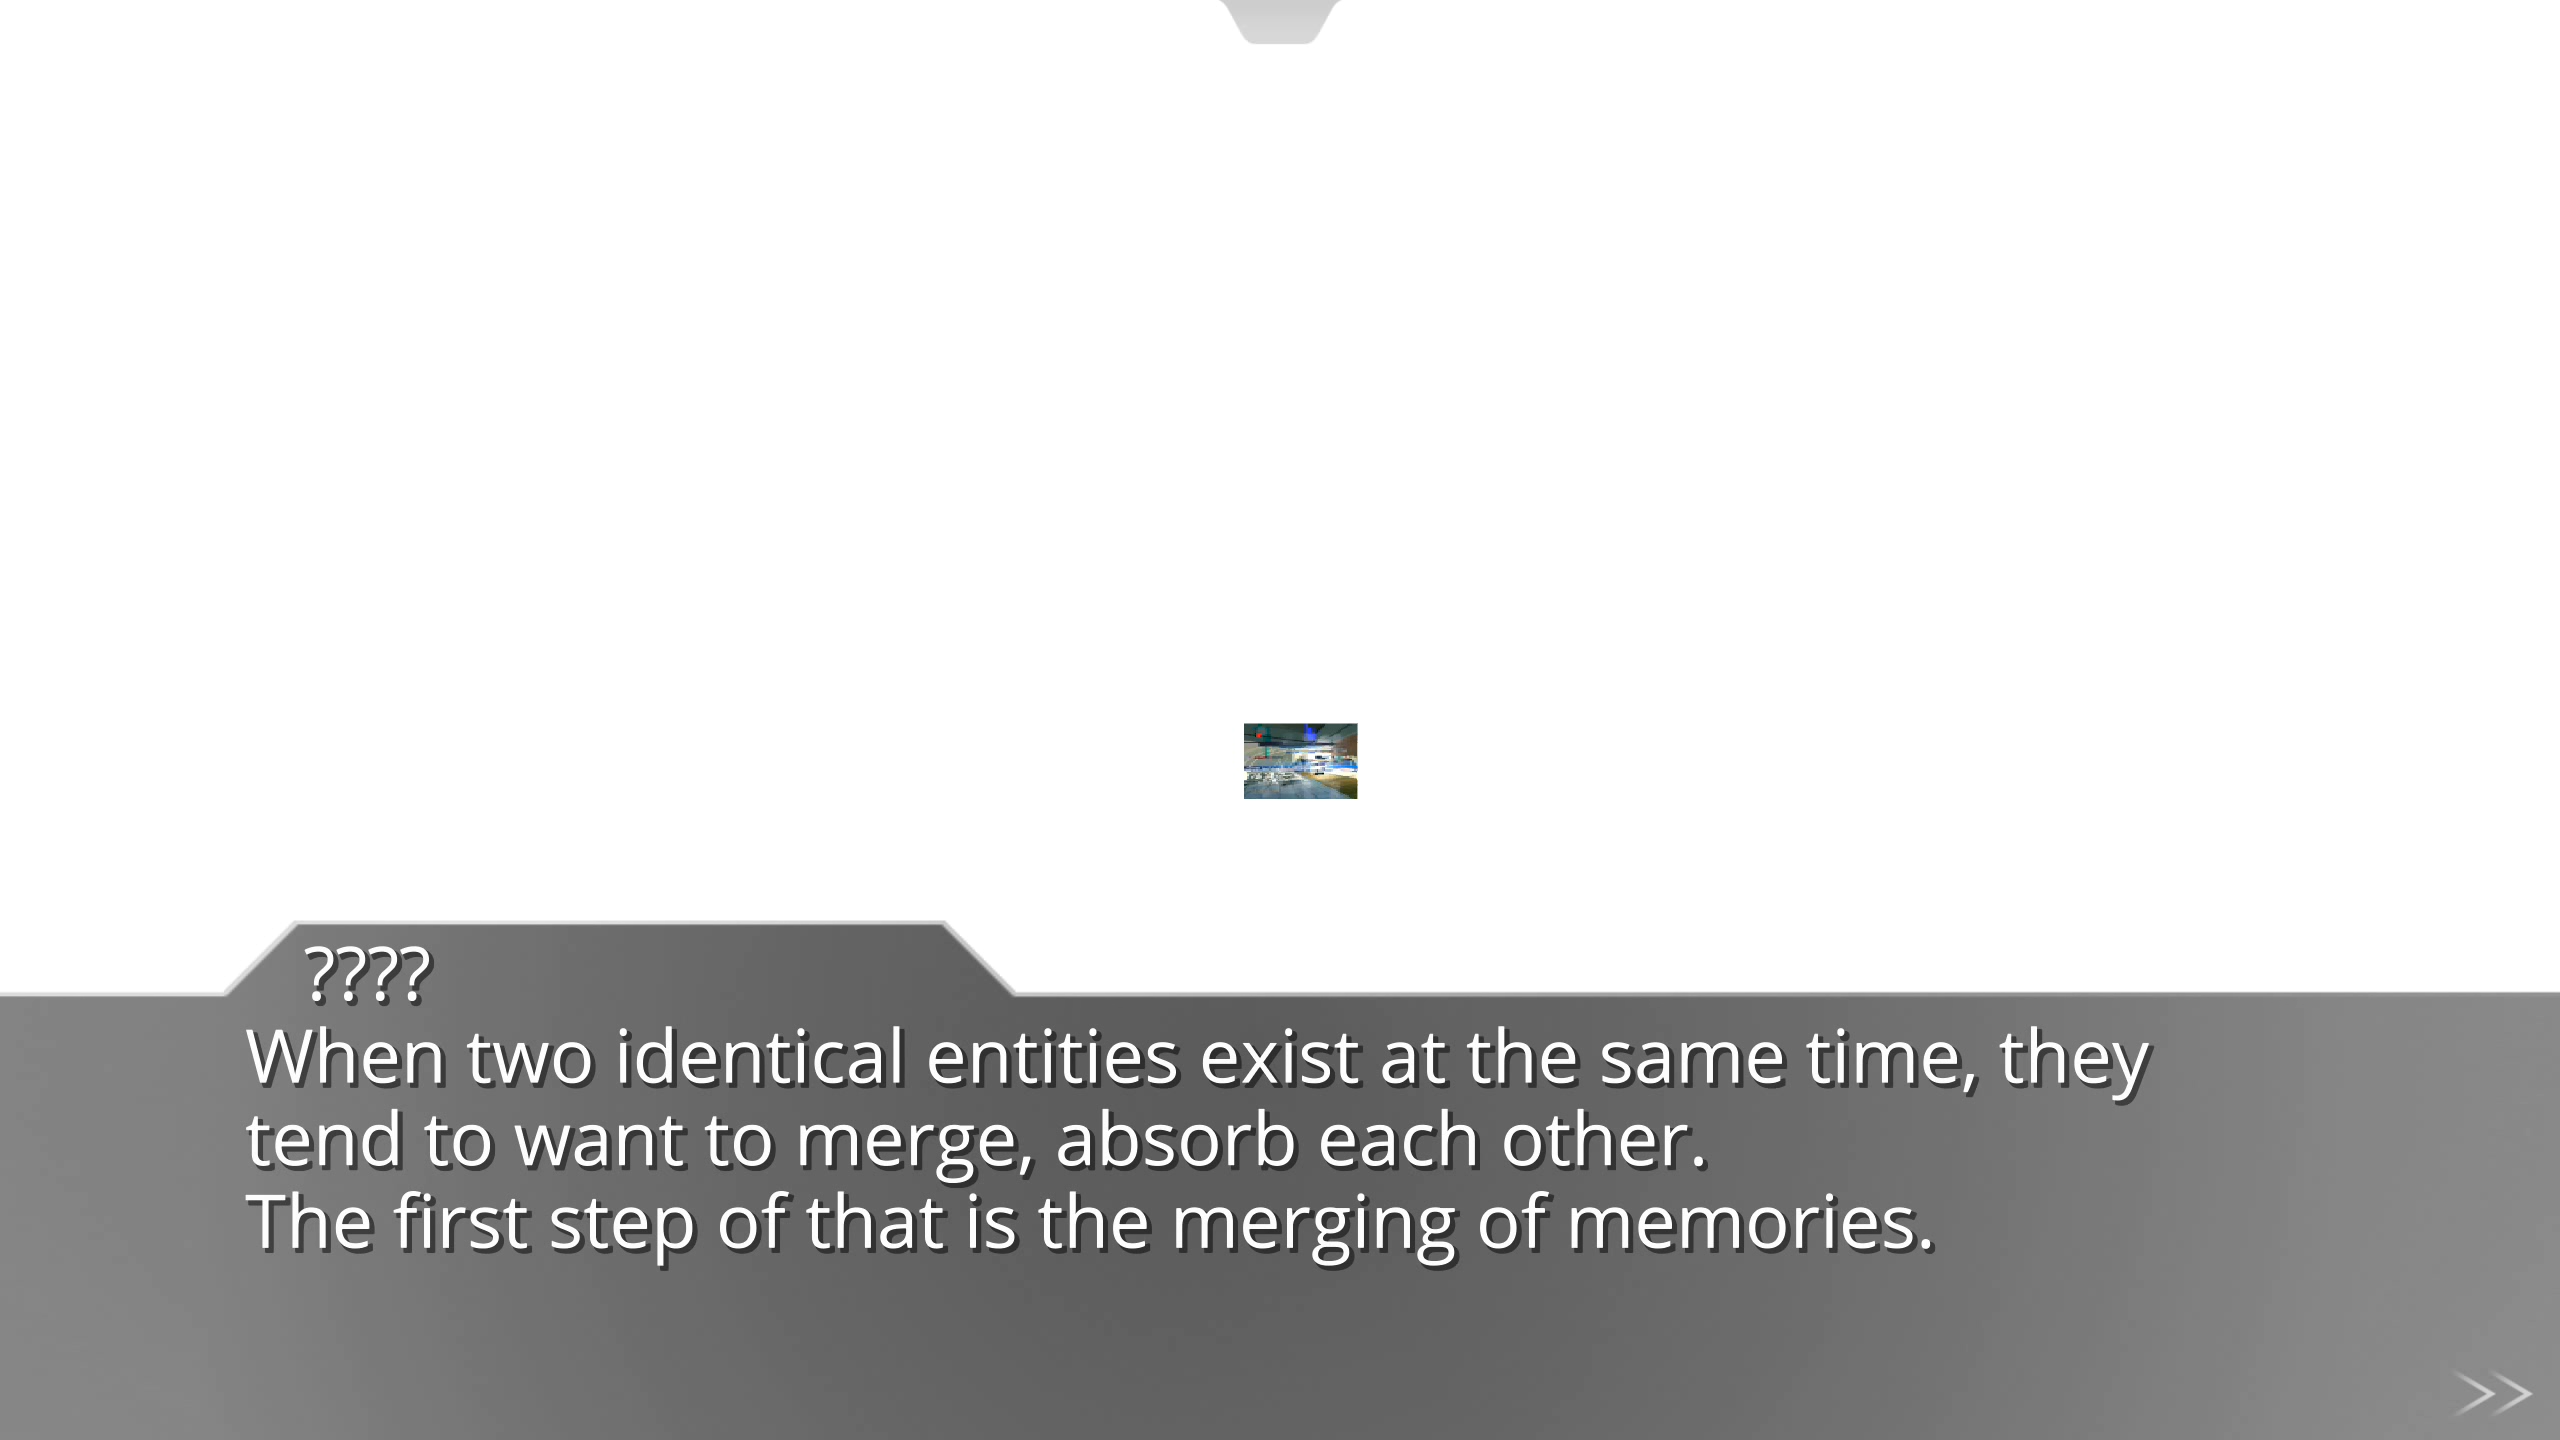 ????
When two identical entities exist at the same time, they
tend to want to merge, absorb each other.
The first step of that is the merging of memories.